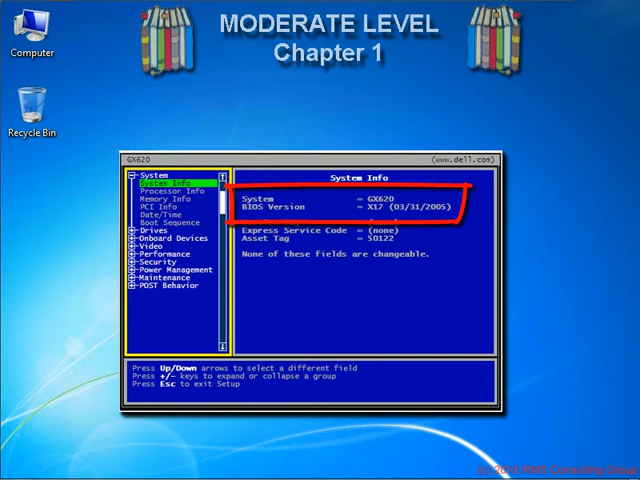 MODERATE LEVEL
Chapter 1
Computer
Recycle Bin
GX620 (www.dell.com)
System
System Info
Processor Info
Memory Info
PCI Info
Date/Time
Boot Sequence
Drives
Onboard Devices
Video
Performance
Security
Power Management
Maintenance
POST Behavior
System Info
System = GX620
BIOS Version = X17 (03/31/2005)
Express Service Code = (none)
Asset Tag = 50122
None of these fields are changeable.
Press Up/Down arrows to select a different field
Press +/- keys to expand or collapse a group
Press Esc to exit Setup
Computing Group